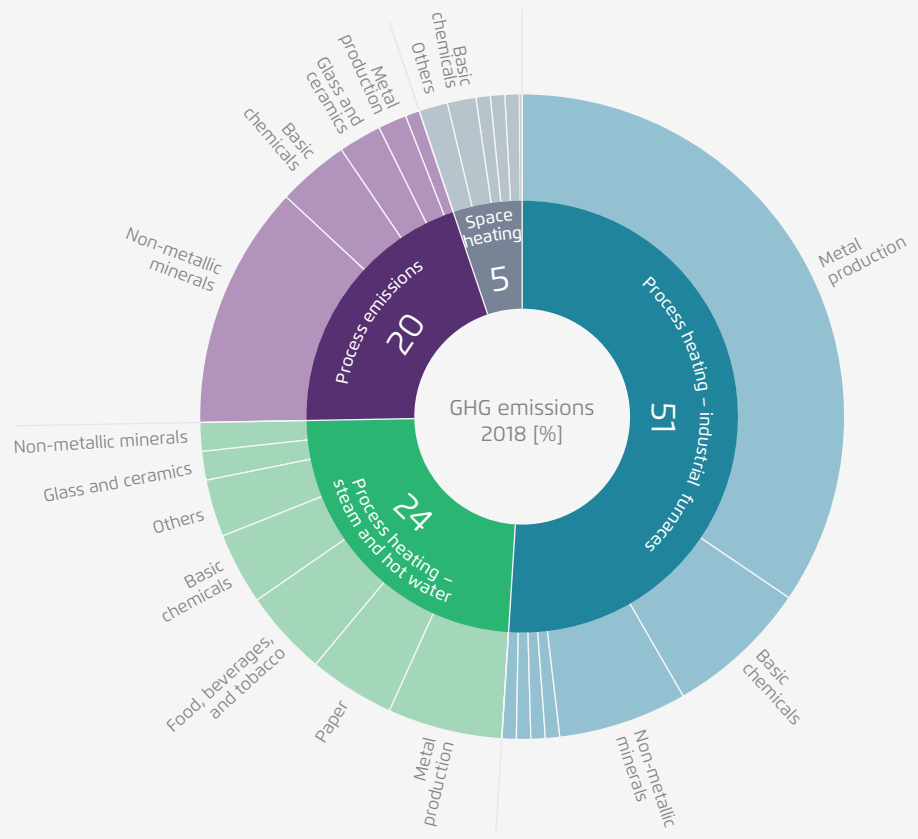 GHG emissions
2018 [%]
Process heating – industrial furnaces
51
Metal
production
Basic
chemicals
Non-metallic
minerals
Process heating –
steam and hot water
24
Metal
production
Paper
Food, beverages,
and tobacco
Basic
chemicals
Others
Glass and ceramics
Non-metallic minerals
Process emissions
20
Non-metallic
minerals
Basic
chemicals
Glass and
ceramics
Metal
production
Space
heating
5
Others
Basic
chemicals